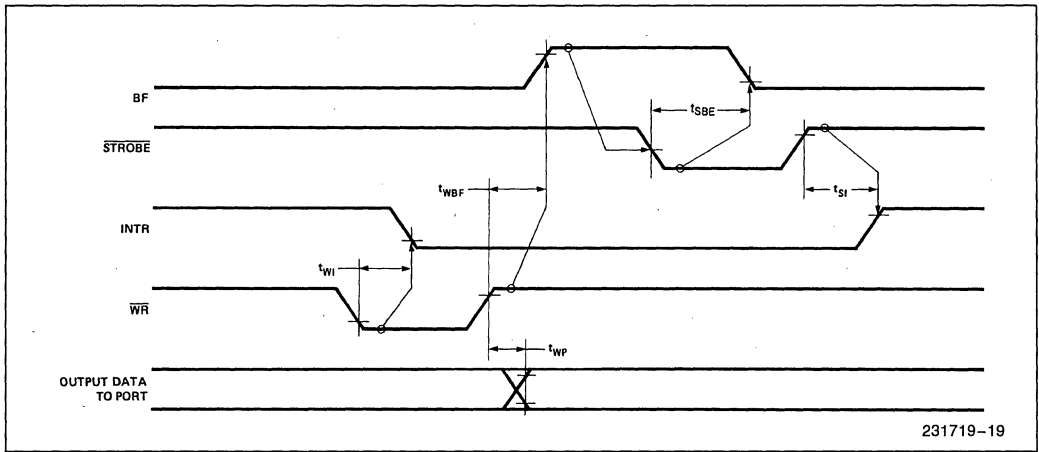 BF
tSBE
STROBE
tWBF
tSI
INTR
tWI
WR
tWP
OUTPUT DATA
TO PORT
231719-19